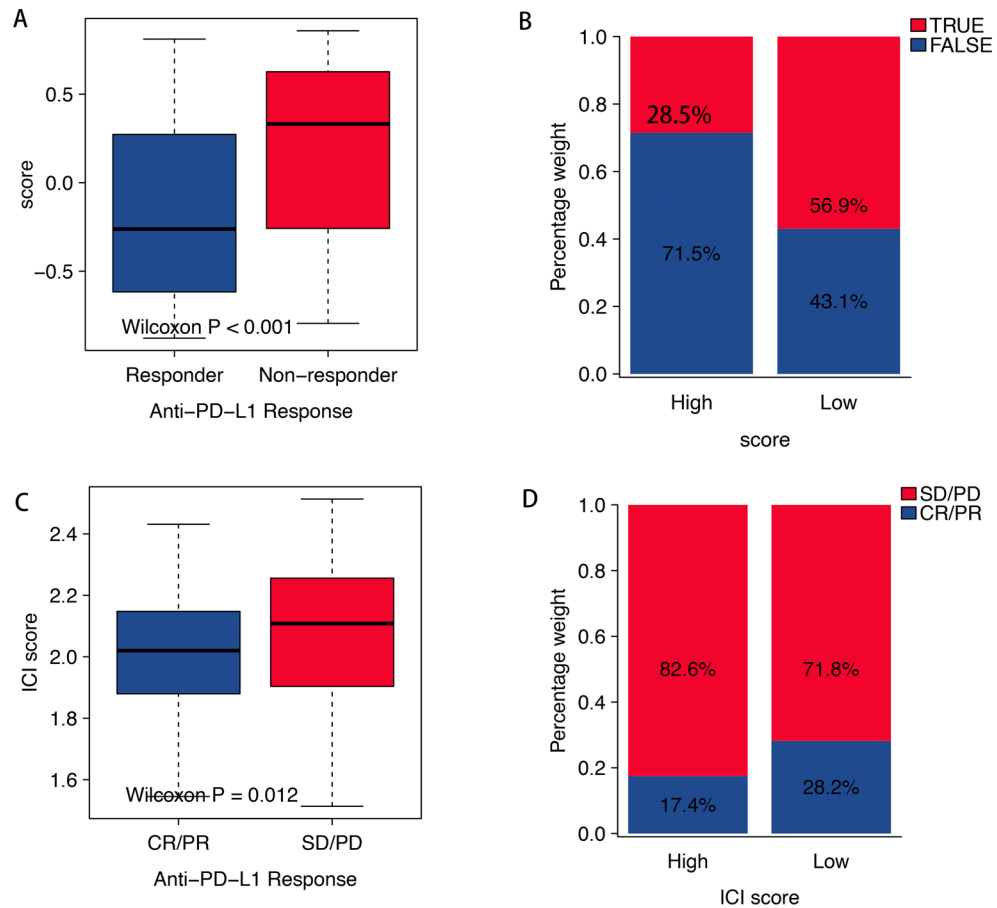 A
score
0.5
0.0
−0.5
Wilcoxon P < 0.001
Responder
Non−responder
Anti−PD−L1 Response
B
TRUE
FALSE
Percentage weight
1.0
0.8
0.6
0.4
0.2
0.0
28.5%
71.5%
56.9%
43.1%
High
Low
score
C
ICI score
2.4
2.2
2.0
1.8
1.6
Wilcoxon P = 0.012
CR/PR
SD/PD
Anti−PD−L1 Response
D
SD/PD
CR/PR
Percentage weight
1.0
0.8
0.6
0.4
0.2
0.0
82.6%
17.4%
71.8%
28.2%
High
Low
ICI score